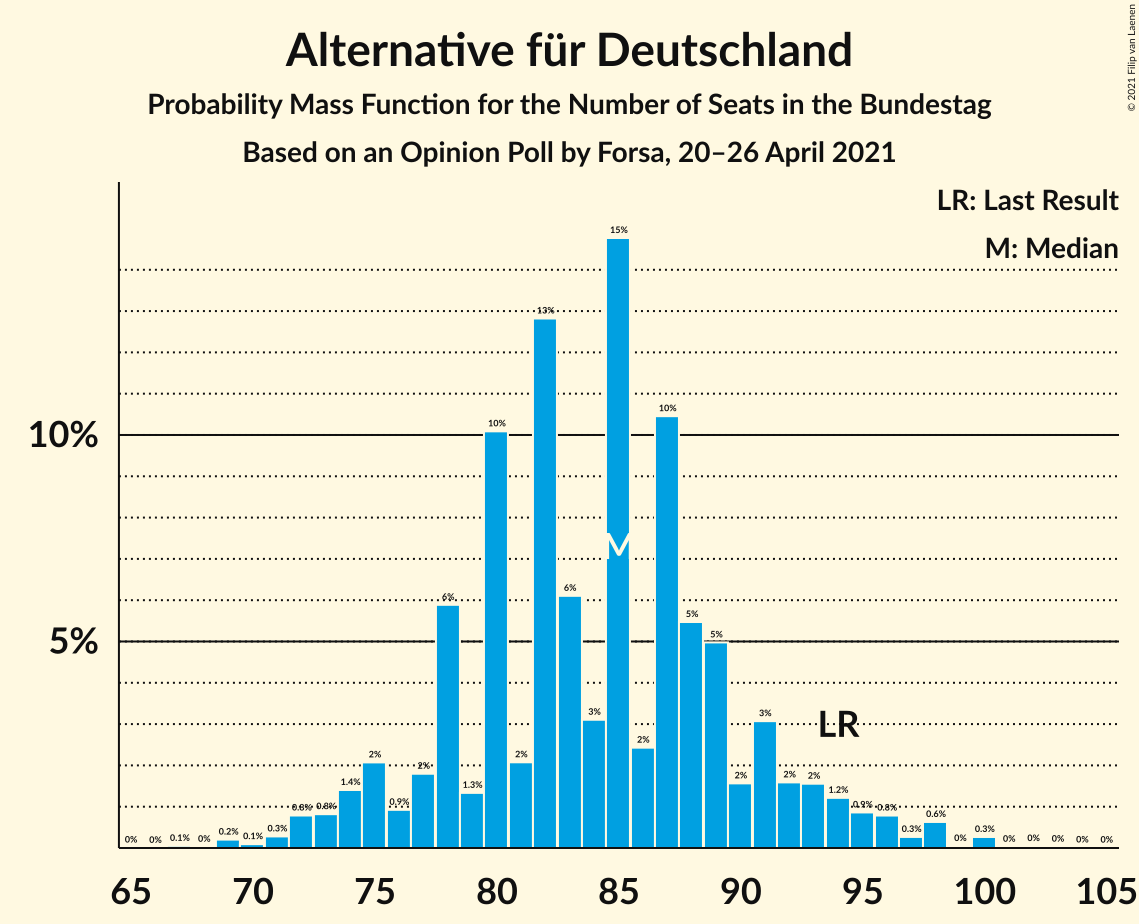 Alternative für Deutschland
Probability Mass Function for the Number of Seats in the Bundestag
Based on an Opinion Poll by Forsa, 20–26 April 2021
© 2021 Filip van Laenen
LR: Last Result
M: Median
10%
5%
0% 0% 0.1% 0% 0.2% 0.1% 0.3% 0.8% 0.8% 1.4% 2% 0.9% 2% 6% 1.3% 10% 2% 13% 6% 3% 15% 2% 10% 5% 5% 2% 3% 2% 2% 1.2% 0.9% 0.8% 0.3% 0.6% 0% 0.3% 0% 0% 0% 0% 0%
M
LR
65 70 75 80 85 90 95 100 105